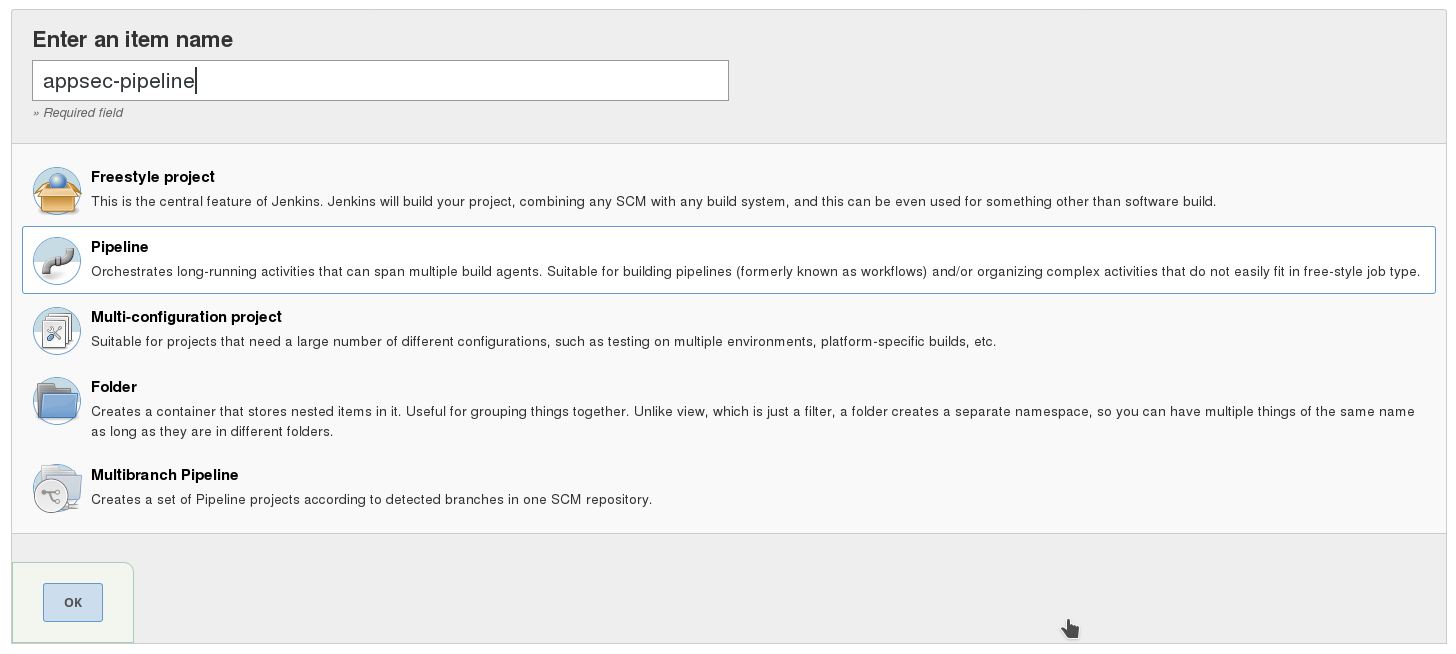 Enter an item name
appsec-pipeline
» Required field
Freestyle project
This is the central feature of Jenkins. Jenkins will build your project, combining any SCM with any build system, and this can be even used for something other than software build.
Pipeline
Orchestrates long-running activities that can span multiple build agents. Suitable for building pipelines (formerly known as workflows) and/or organizing complex activities that do not easily fit in free-style job type.
Multi-configuration project
Suitable for projects that need a large number of different configurations, such as testing on multiple environments, platform-specific builds, etc.
Folder
Creates a container that stores nested items in it. Useful for grouping things together. Unlike view, which is just a filter, a folder creates a separate namespace, so you can have multiple things of the same name
as long as they are in different folders.
Multibranch Pipeline
Creates a set of Pipeline projects according to detected branches in one SCM repository.
OK